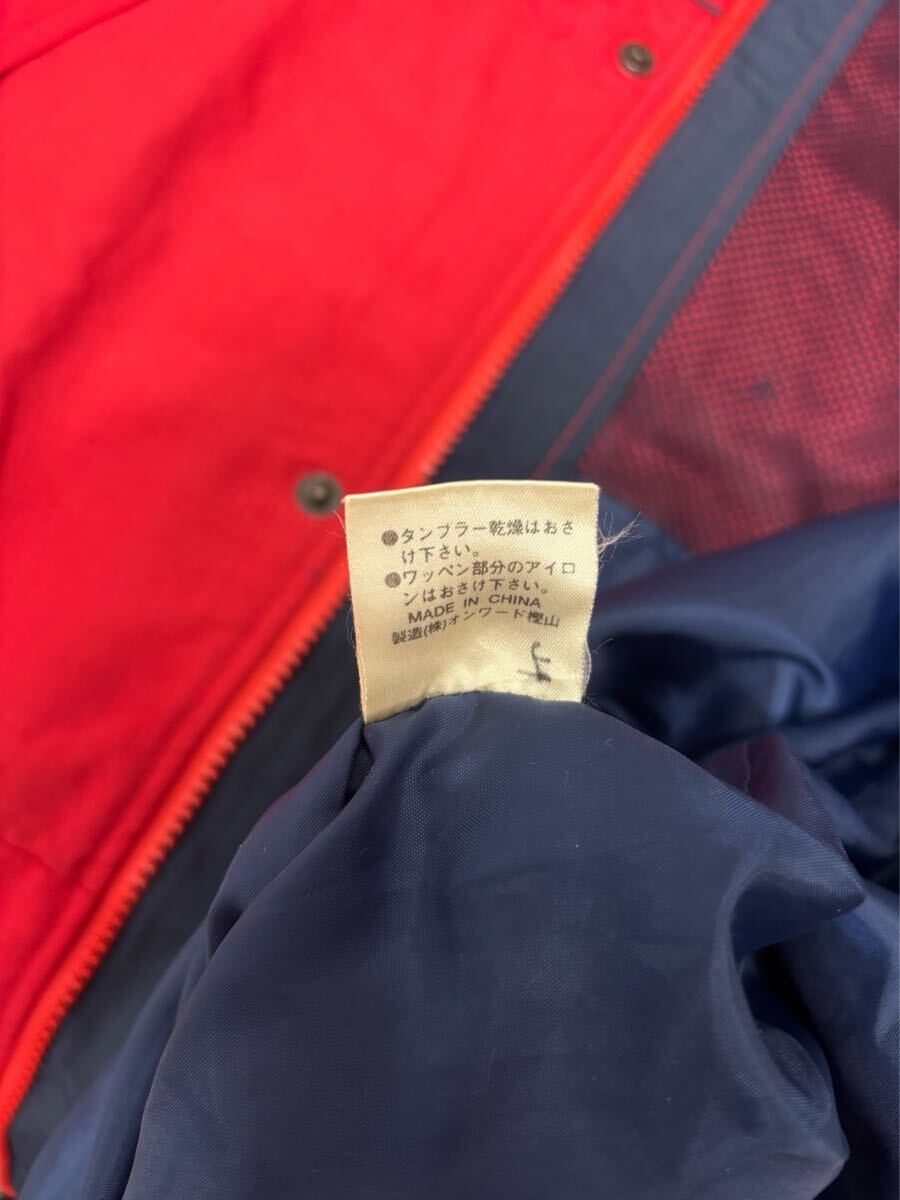 ●タンブラー乾燥はおさ
け下さい。
●ワッペン部分のアイロ
ンはおさけ下さい。
MADE IN CHINA
製造(株)オンワード樫山